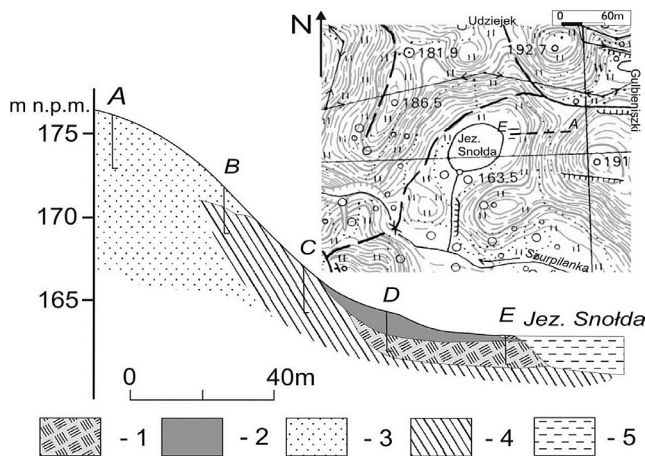 N
Udziejek
0 60m
181,9
192,7
Gulbieniszki
186,5
E
A
Jez.
Snołda
163.5
191
Szurpilanka
m n.p.m.
A
175
B
170
C
165
D
E Jez. Snołda
0 40m
- 1 - 2 - 3 - 4 - 5